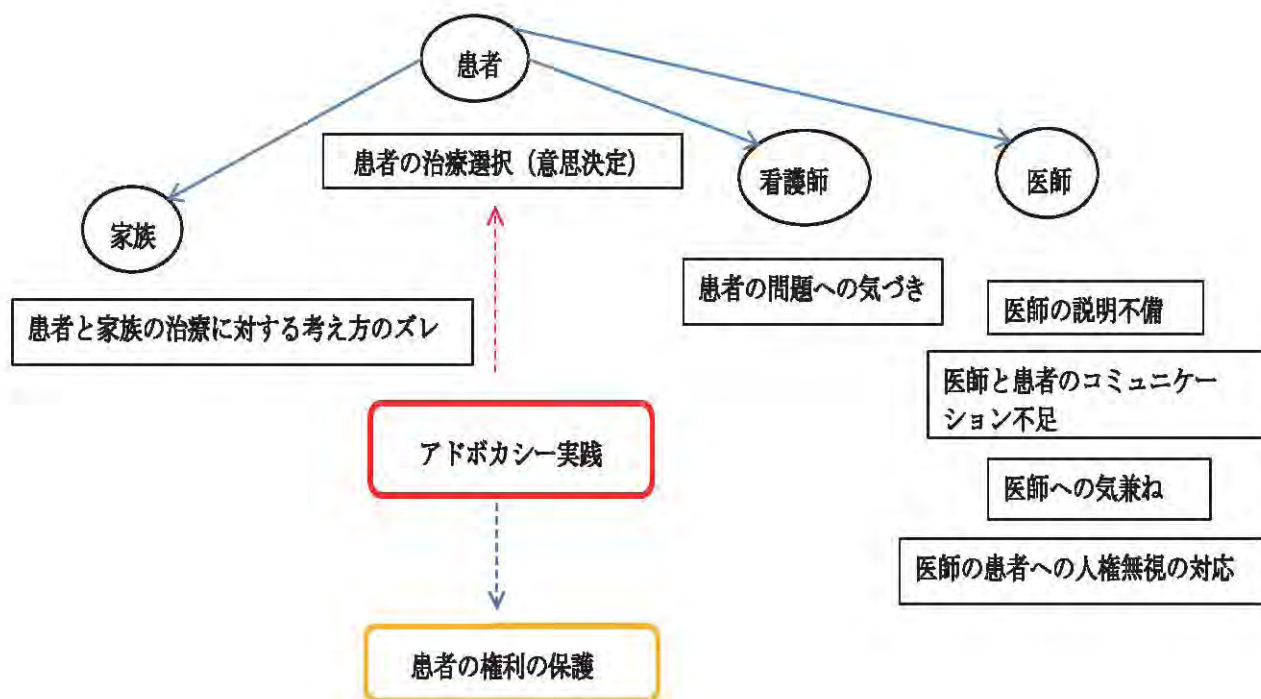 患者
患者の治療選択（意思決定）
看護師
医師
家族
患者の問題への気づき
患者と家族の治療に対する考え方のズレ
医師の説明不備
医師と患者のコミュニケー
ション不足
アドボカシー実践
医師への気兼ね
医師の患者への人権無視の対応
患者の権利の保護